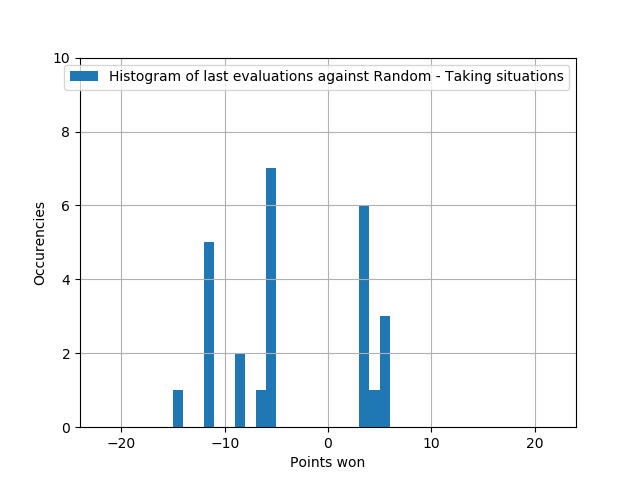 10
Histogram of last evaluations against Random - Taking situations
8
6
4
2
0
Occurencies
−20 −10 0 10 20
Points won